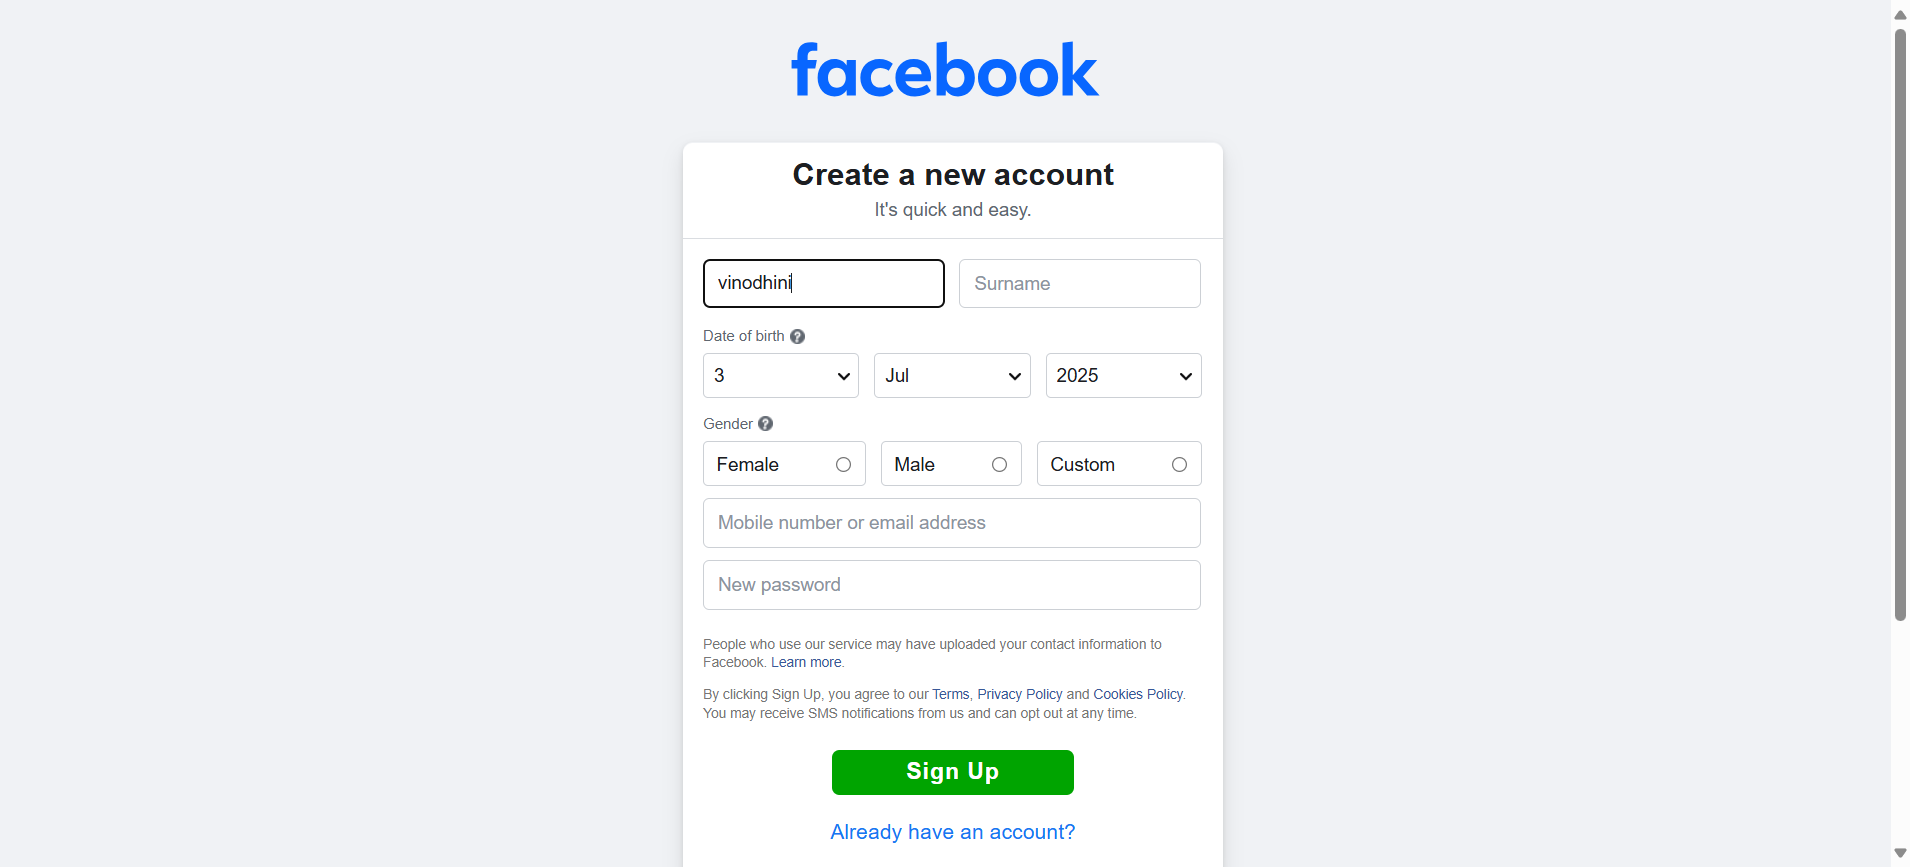 facebook
Create a new account
It's quick and easy.
vinodhini Surname
Date of birth ?
3 Jul 2025
Gender ?
Female Male Custom
Mobile number or email address
New password
People who use our service may have uploaded your contact information to
Facebook. Learn more.
By clicking Sign Up, you agree to our Terms, Privacy Policy and Cookies Policy.
You may receive SMS notifications from us and can opt out at any time.
Sign Up
Already have an account?